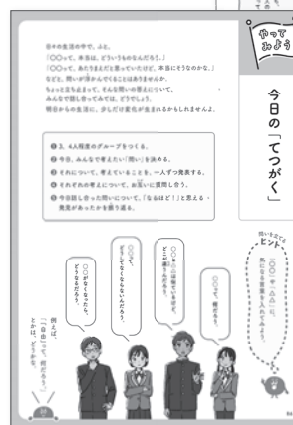 やってみよう
今日の「てつがく」
日々の生活の中で、ふと、
「〇〇って、本当は、どういうものなんだろう。」
「〇〇って、あたりまえだと思っていたけど、本当にそうなのかな。」
などと、問いが浮かんでくることはありませんか。
ちょっと立ち止まって、そんな問いの答えについて、
みんなで話し合ってみては、どうでしょう。
明日からの生活に、少しだけ変化が生まれるかもしれませんよ。
❶ 3、4人程度のグループをつくる。
❷ 今日、みんなで考えたい「問い」を決める。
❸ それについて、考えていることを、一人ずつ発表する。
❹ それぞれの考えについて、お互いに質問し合う。
❺ 今日話し合った問いについて、「なるほど!」と思える
発見があったかを振り返る。
問いを立てる
ヒント
「〇〇」や「△△」に、
気になる言葉を入れてみよう。
〇〇って、何だろう。
〇〇と△△は似ているけど、
どこが違うんだろう。
〇〇って、
どうしてなくならないんだろう。
〇〇がなくなったら、
どうなるだろう。
例えば、
「『自由』って、何だろう。」
とかは、どうかな。